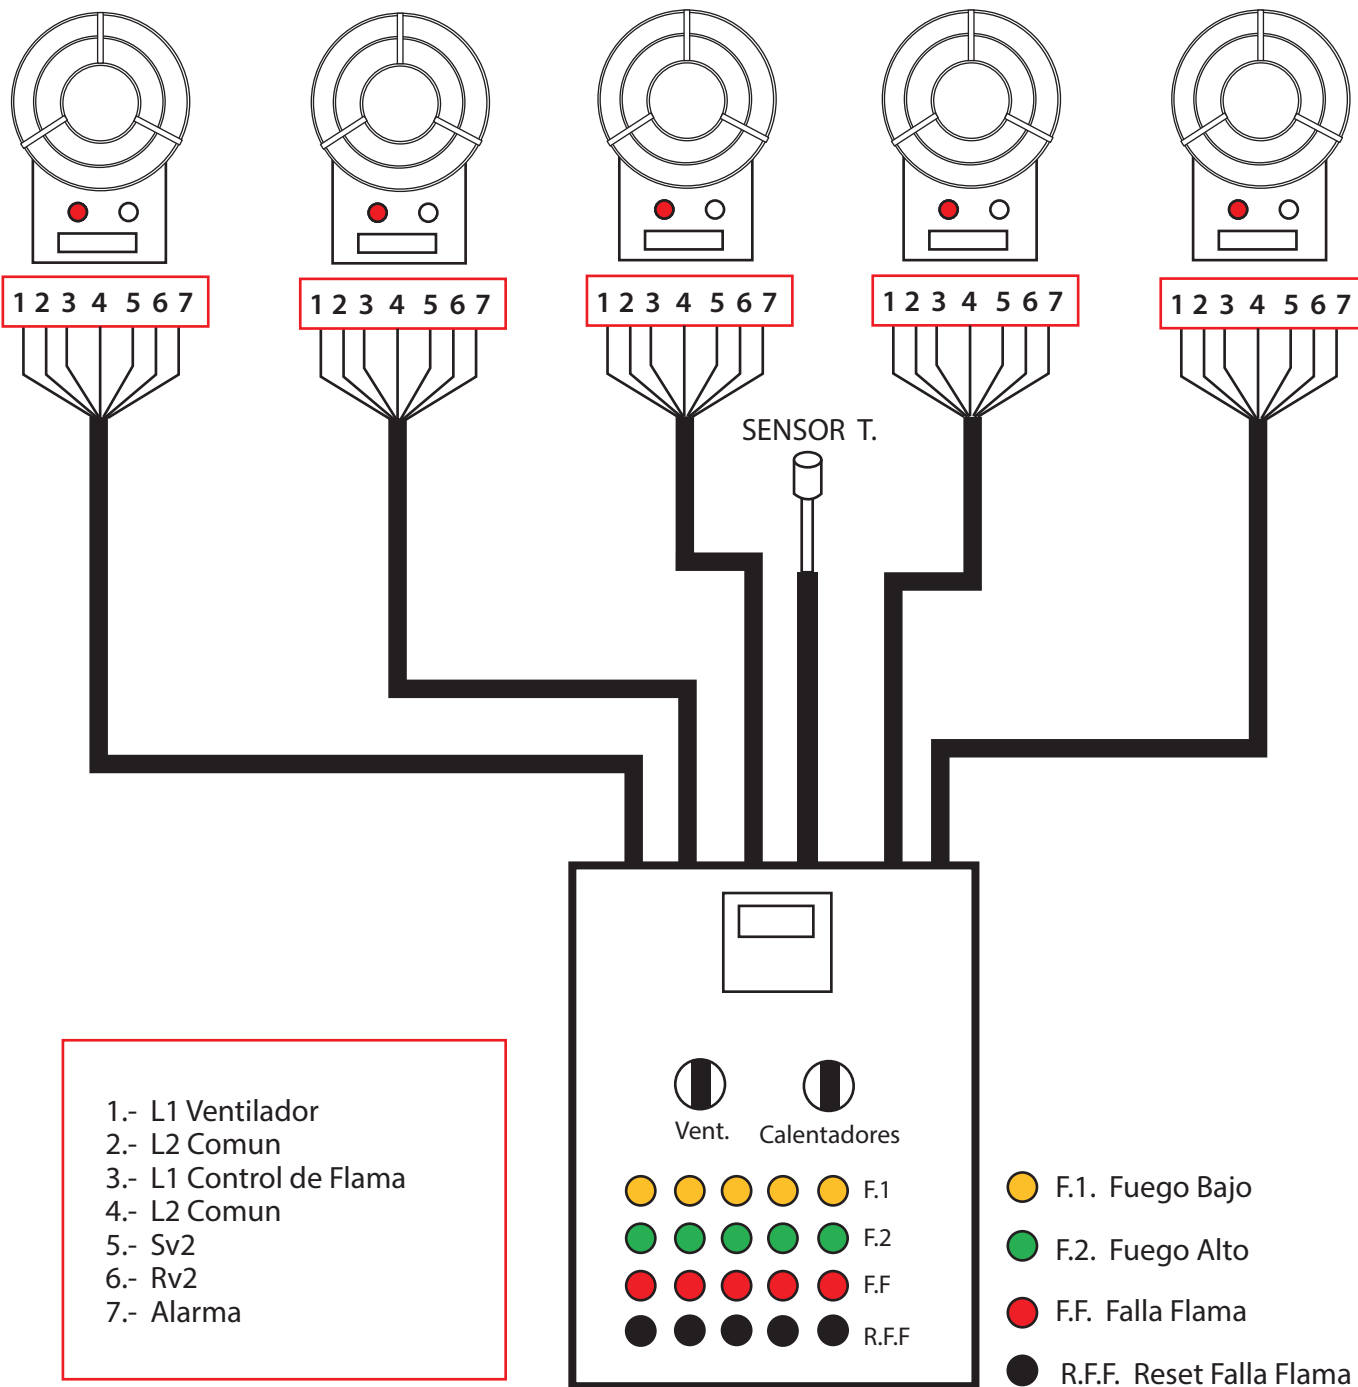 1 2 3 4 5 6 7
1 2 3 4 5 6 7
1 2 3 4 5 6 7
1 2 3 4 5 6 7
1 2 3 4 5 6 7
SENSOR T.
1.- L1 Ventilador
2.- L2 Comun
3.- L1 Control de Flama
4.- L2 Comun
5.- Sv2
6.- Rv2
7.- Alarma
Vent.
Calentadores
F.1
F.2
F.F
R.F.F
F.1. Fuego Bajo
F.2. Fuego Alto
F.F. Falla Flama
R.F.F. Reset Falla Flama